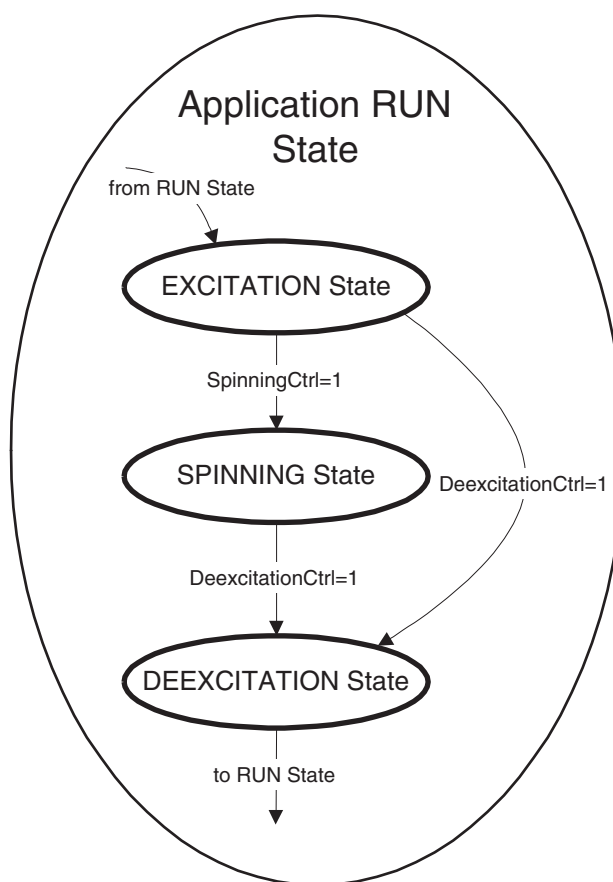 Application RUN
State
from RUN State
EXCITATION State
SpinningCtrl=1
SPINNING State
DeexcitationCtrl=1
DeexcitationCtrl=1
DEEXCITATION State
to RUN State